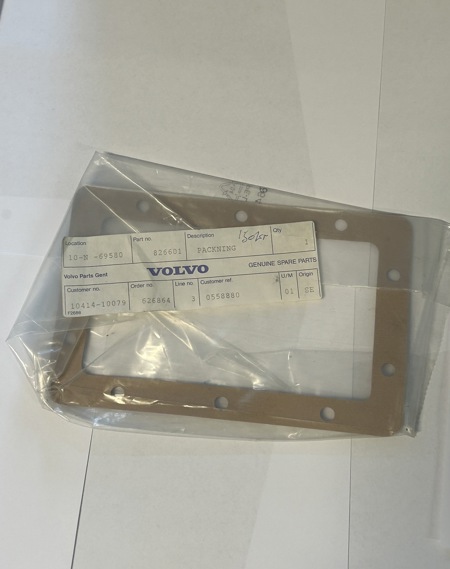 Location Part no. Description Qty
10-N -69580 826601 PACKNING 1
Volvo Parts Gent VOLVO GENUINE SPARE PARTS
Customer no. Order no. Line no Customer ref. U/M Origin
10414-10079 526864 3 0558880 01 SE